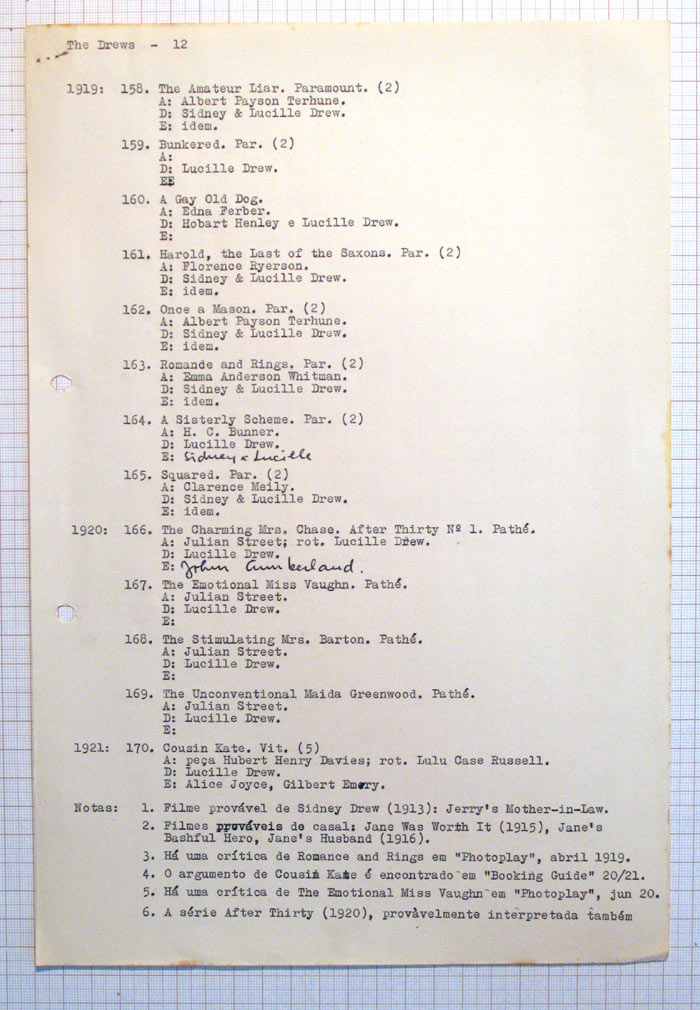 The Drews - 12
1919: 158. The Amateur Liar. Paramount. (2)
A: Albert Payson Terhune.
D: Sidney & Lucille Drew.
E: idem.
159. Bunkered. Par. (2)
A:
D: Lucille Drew.
EE
160. A Gay Old Dog.
A: Edna Ferber.
D: Hobart Henley e Lucille Drew.
E:
161. Harold, the Last of the Saxons. Par. (2)
A: Florence Ryerson.
D: Sidney & Lucille Drew.
E: idem.
162. Once a Mason. Par. (2)
A: Albert Payson Terhune.
D: Sidney & Lucille Drew.
E: idem.
163. Romande and Rings. Par. (2)
A: Emma Anderson Whitman.
D: Sidney & Lucille Drew.
E: idem.
164. A Sisterly Scheme. Par. (2)
A: H. C. Bunner.
D: Lucille Drew.
E: Sidney x Lucille
165. Squared. Par. (2)
A: Clarence Meily.
D: Sidney & Lucille Drew.
E: idem.
1920: 166. The Charming Mrs. Chase. After Thirty Nº 1. Pathé.
A: Julian Street; rot. Lucille Drew.
D: Lucille Drew.
E: John Cumberland.
167. The Emotional Miss Vaughn. Pathé.
A: Julian Street.
D: Lucille Drew.
E:
168. The Stimulating Mrs. Barton. Pathé.
A: Julian Street.
D: Lucille Drew.
E:
169. The Unconventional Maida Greenwood. Pathé.
A: Julian Street.
D: Lucille Drew.
E:
1921: 170. Cousin Kate. Vit. (5)
A: peça Hubert Henry Davies; rot. Lulu Case Russell.
D: Lucille Drew.
E: Alice Joyce, Gilbert Emery.
Notas: 1. Filme provável de Sidney Drew (1913): Jerry's Mother-in-Law.
2. Filmes prováveis do casal: Jane Was Worth It (1915), Jane's
Bashful Hero, Jane's Husband (1916).
3. Há uma crítica de Romance and Rings em "Photoplay", abril 1919.
4. O argumento de Cousin Kate é encontrado em "Booking Guide" 20/21.
5. Há uma crítica de The Emotional Miss Vaughn em "Photoplay", jun 20.
6. A série After Thirty (1920), provàvelmente interpretada também